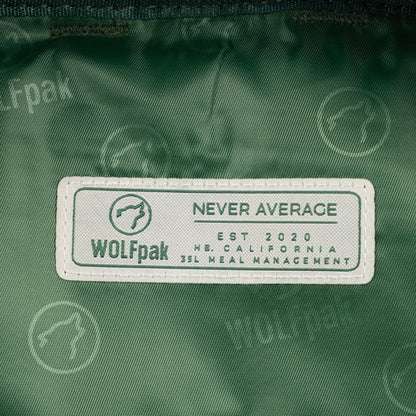 WOLFpak
WOLFpak
NEVER AVERAGE
EST 2020
HB, CALIFORNIA
35L MEAL MANAGEMENT
WOLFpak